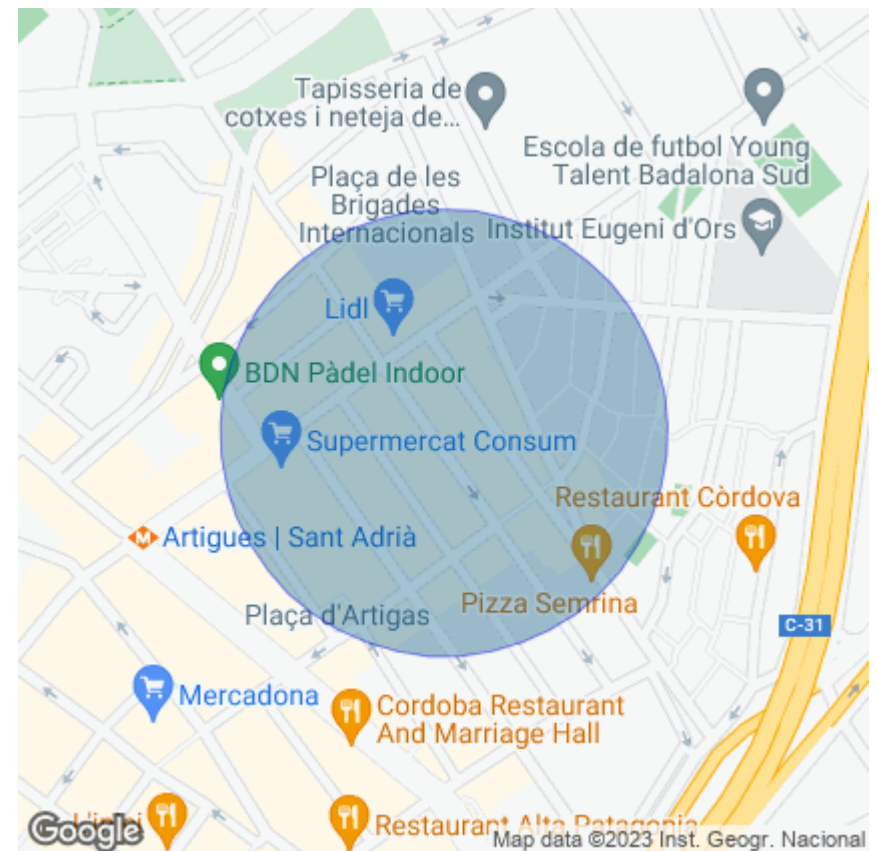 Tapisseria de
cotxes i neteja de...
Escola de futbol Young
Talent Badalona Sud
Plaça de les
Brigades
Internacionals
Institut Eugeni d'Ors
Lidl
BDN Pàdel Indoor
Supermercat Consum
Restaurant Còrdova
Artigues | Sant Adrià
Pizza Semrina
Plaça d'Artigas
C-31
Mercadona
Cordoba Restaurant
And Marriage Hall
Restaurant Alta Patagonia
Google
Map data ©2023 Inst. Geogr. Nacional